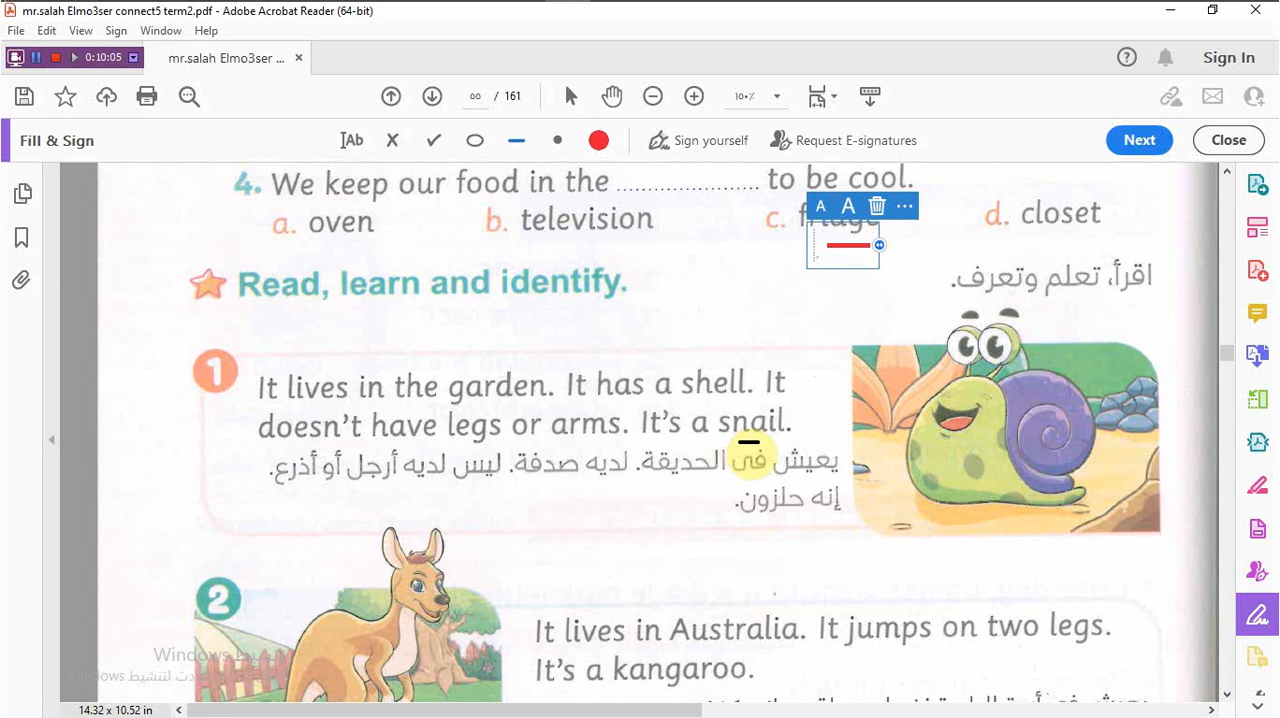 mr.salah Elmo3ser connect5 term2.pdf - Adobe Acrobat Reader (64-bit)
File Edit View Sign Window Help
0:10:05
mr.salah Elmo3ser ...
Sign In
٥٥ / 161
Fill & Sign
Ab
Sign yourself
Request E-signatures
Next
Close
4. We keep our food in the .................... to be cool.
A A ...
a. oven b. television c. d. closet
Read, learn and identify.
اقرأ، تعلم وتعرف.
1
It lives in the garden. It has a shell. It
doesn't have legs or arms. It's a snail.
يعيش فى الحديقة. لديه صدفة. ليس لديه أرجل أو أذرع.
إنه حلزون.
2
It lives in Australia. It jumps on two legs.
It's a kangaroo.
14.32 x 10.52 in